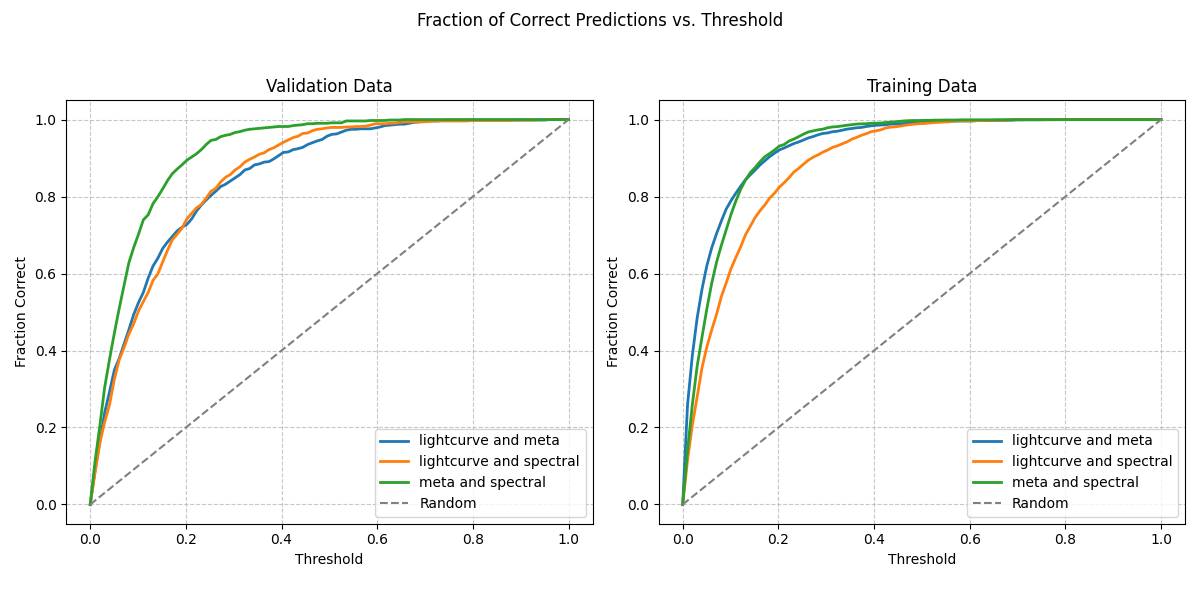 Fraction of Correct Predictions vs. Threshold
Validation Data
Fraction Correct
1.0
0.8
0.6
0.4
0.2
0.0
lightcurve and meta
lightcurve and spectral
meta and spectral
Random
0.0 0.2 0.4 0.6 0.8 1.0
Threshold
Training Data
Fraction Correct
1.0
0.8
0.6
0.4
0.2
0.0
lightcurve and meta
lightcurve and spectral
meta and spectral
Random
0.0 0.2 0.4 0.6 0.8 1.0
Threshold